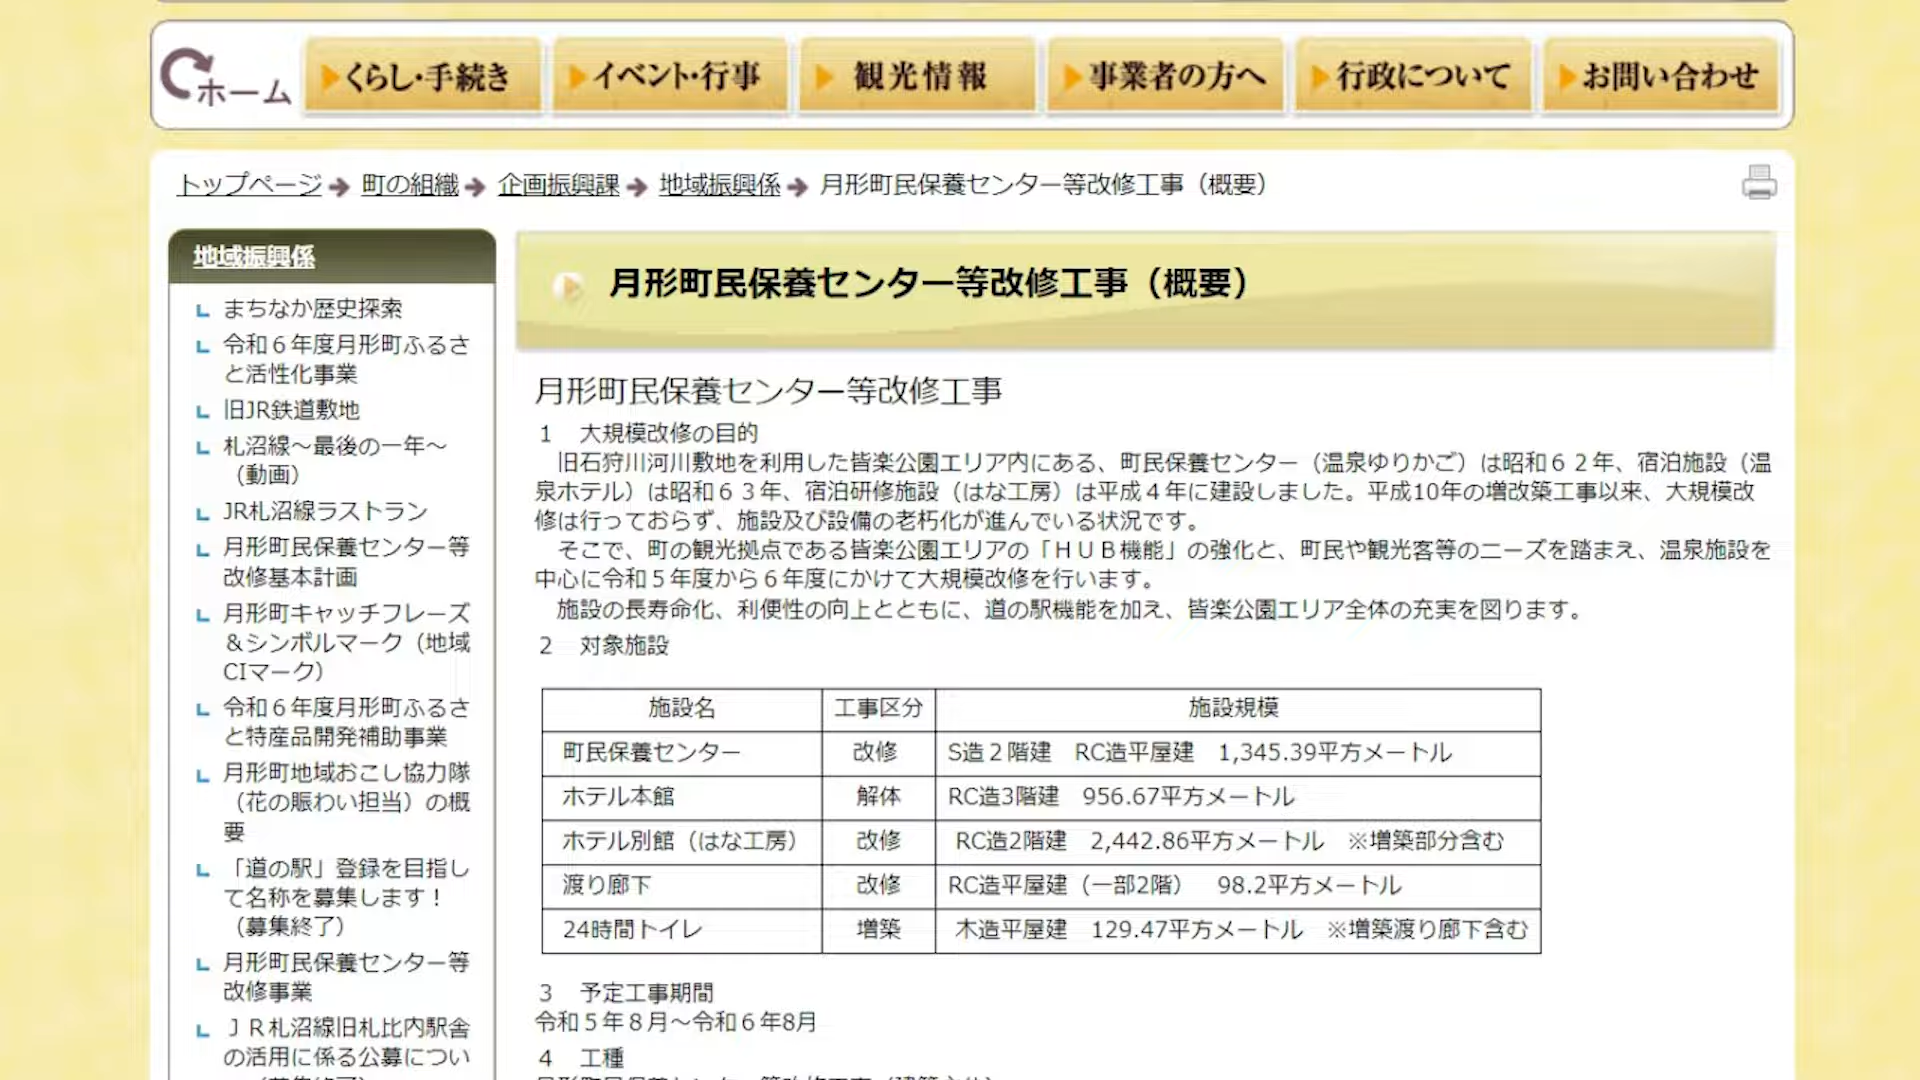 ホーム
くらし・手続き
イベント・行事
観光情報
事業者の方へ
行政について
お問い合わせ
トップページ 町の組織 企画振興課 地域振興係 月形町民保養センター等改修工事（概要）
地域振興係
まちなか歴史探索
令和６年度月形町ふるさ
と活性化事業
旧JR鉄道敷地
札沼線～最後の一年～
（動画）
JR札沼線ラストラン
月形町民保養センター等
改修基本計画
月形町キャッチフレーズ
＆シンボルマーク（地域
CIマーク）
令和６年度月形町ふるさ
と特産品開発補助事業
月形町地域おこし協力隊
（花の賑わい担当）の概
要
「道の駅」登録を目指し
て名称を募集します！
（募集終了）
月形町民保養センター等
改修事業
ＪＲ札沼線旧札比内駅舎
の活用に係る公募につい
月形町民保養センター等改修工事（概要）
月形町民保養センター等改修工事
１　大規模改修の目的
　旧石狩川河川敷地を利用した皆楽公園エリア内にある、町民保養センター（温泉ゆりかご）は昭和６２年、宿泊施設（温
泉ホテル）は昭和６３年、宿泊研修施設（はな工房）は平成４年に建設しました。平成10年の増改築工事以来、大規模改
修は行っておらず、施設及び設備の老朽化が進んでいる状況です。
　そこで、町の観光拠点である皆楽公園エリアの「ＨＵＢ機能」の強化と、町民や観光客等のニーズを踏まえ、温泉施設を
中心に令和５年度から６年度にかけて大規模改修を行います。
　施設の長寿命化、利便性の向上とともに、道の駅機能を加え、皆楽公園エリア全体の充実を図ります。
２　対象施設
施設名 工事区分 施設規模
町民保養センター 改修 S造２階建　RC造平屋建　1,345.39平方メートル
ホテル本館 解体 RC造3階建　956.67平方メートル
ホテル別館（はな工房） 改修 RC造2階建　2,442.86平方メートル　※増築部分含む
渡り廊下 改修 RC造平屋建（一部2階）　98.2平方メートル
24時間トイレ 増築 木造平屋建　129.47平方メートル　※増築渡り廊下含む
３　予定工事期間
令和５年８月～令和６年8月
４　工種